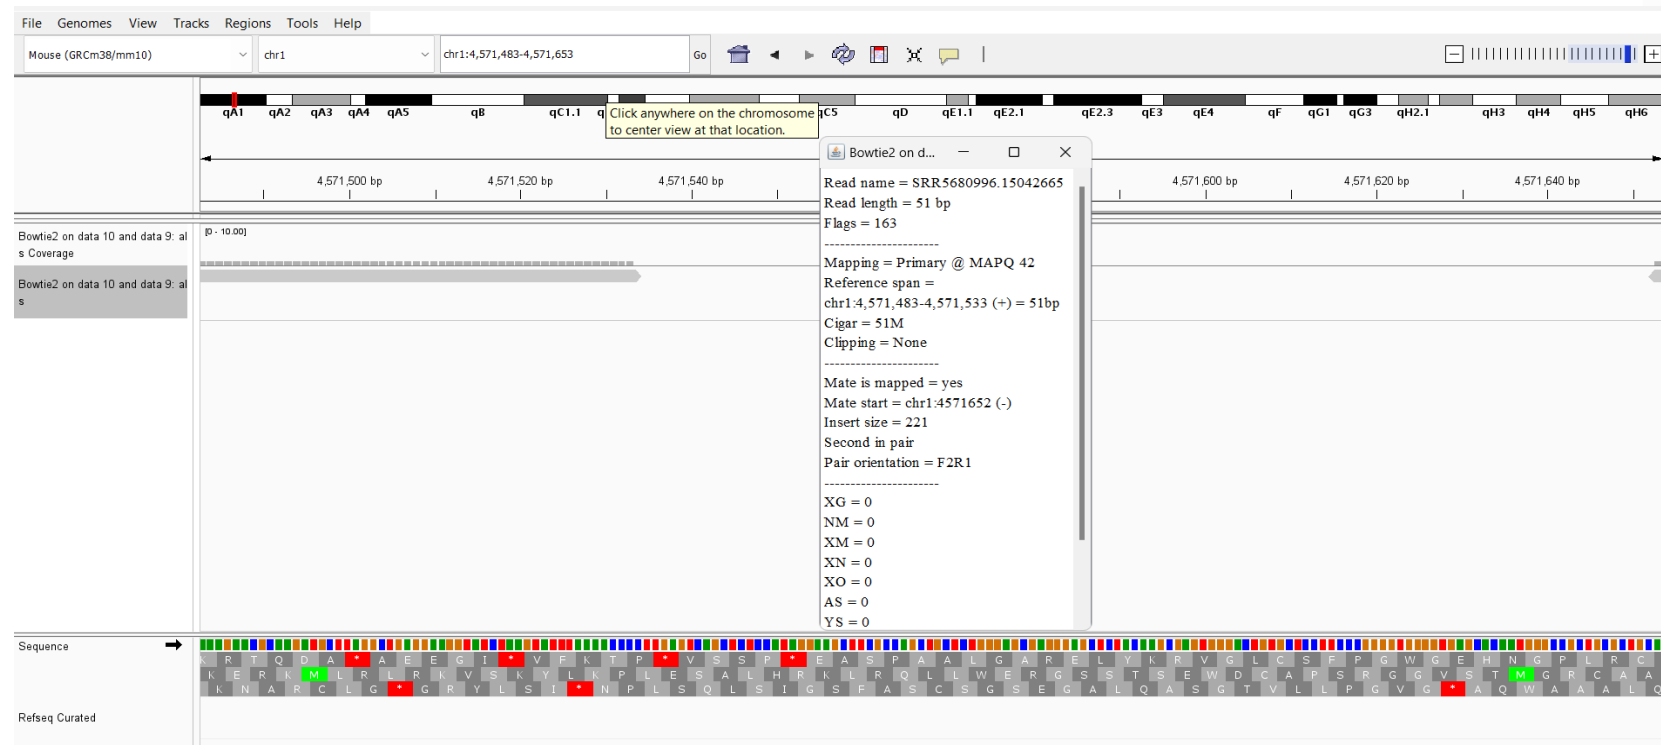 File Genomes View Tracks Regions Tools Help
Mouse (GRCm38/mm10) chr1 chr1:4,571,483-4,571,653 Go
qA1 qA2 qA3 qA4 qA5 qB qC1.1 q qC5 qD qE1.1 qE2.1 qE2.3 qE3 qE4 qF qG1 qG3 qH2.1 qH3 qH4 qH5 qH6
Click anywhere on the chromosome
to center view at that location.
4,571,500 bp 4,571,520 bp 4,571,540 bp 4,571,600 bp 4,571,620 bp 4,571,640 bp
Bowtie2 on data 10 and data 9: al
s Coverage
[0 - 10.00]
Bowtie2 on data 10 and data 9: al
s
Bowtie2 on d...
Read name = SRR5680996.15042665
Read length = 51 bp
Flags = 163
----------------------
Mapping = Primary @ MAPQ 42
Reference span =
chr1:4,571,483-4,571,533 (+) = 51bp
Cigar = 51M
Clipping = None
----------------------
Mate is mapped = yes
Mate start = chr1:4571652 (-)
Insert size = 221
Second in pair
Pair orientation = F2R1
----------------------
XG = 0
NM = 0
XM = 0
XN = 0
XO = 0
AS = 0
YS = 0
Sequence
K R T Q D A * A E E G I * V F K T P * V S S P * E A S P A A L G A R E L Y K R V G L C S F P G W G E H N G P L R C
K E R K M L R L R K V S K Y L K P L E S A L H R K L R Q L L W E R G S S T S E W D C A P S R G G V S T M G R C A A
K N A R C L G * G R Y L S I * N P L S Q L S I G S F A S C S G S E G A L Q A S G T V L L P G V G * A Q W A A A L Q
Refseq Curated